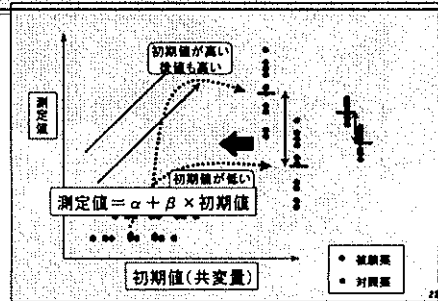 初期値が高い
後値も高い
測定値
初期値が低い
測定値＝α＋β×初期値
初期値(共変量)
被験薬
対照薬